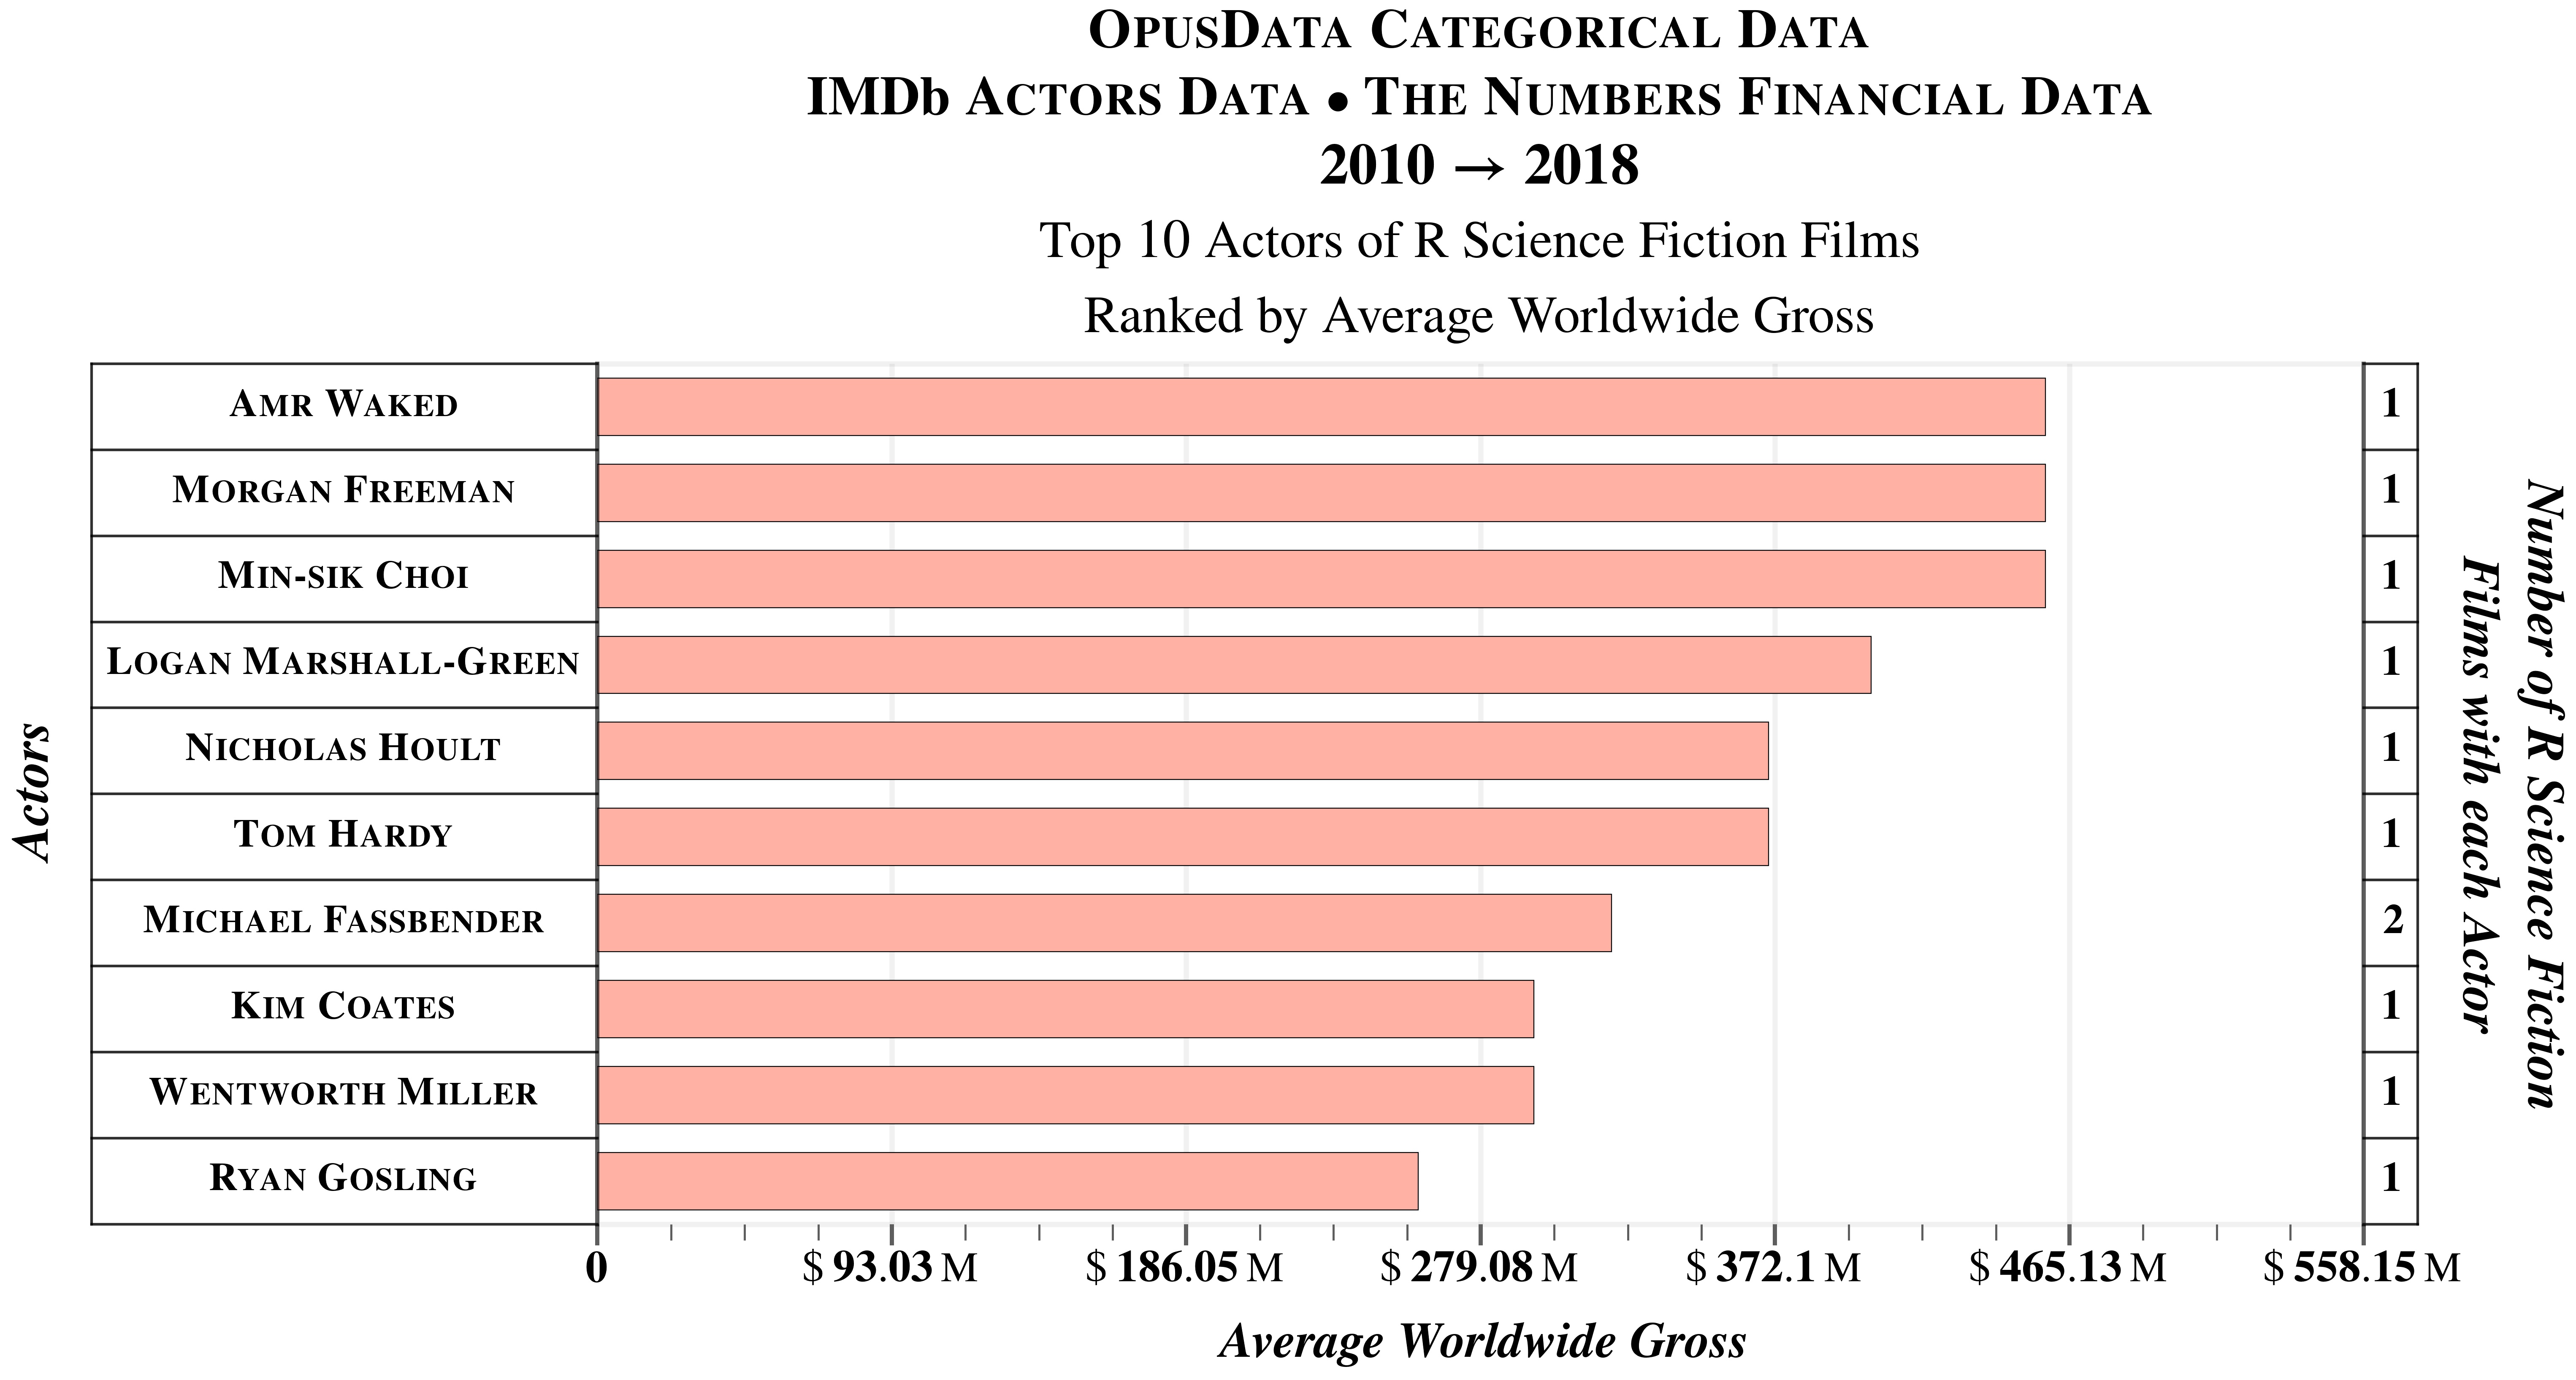 OpusData Categorical Data
IMDb Actors Data • The Numbers Financial Data
2010 → 2018
Top 10 Actors of R Science Fiction Films
Ranked by Average Worldwide Gross
Actors
Amr Waked 1
Morgan Freeman 1
Min-sik Choi 1
Logan Marshall-Green 1
Nicholas Hoult 1
Tom Hardy 1
Michael Fassbender 2
Kim Coates 1
Wentworth Miller 1
Ryan Gosling 1
Number of R Science Fiction
Films with each Actor
0 $ 93.03 M $ 186.05 M $ 279.08 M $ 372.1 M $ 465.13 M $ 558.15 M
Average Worldwide Gross